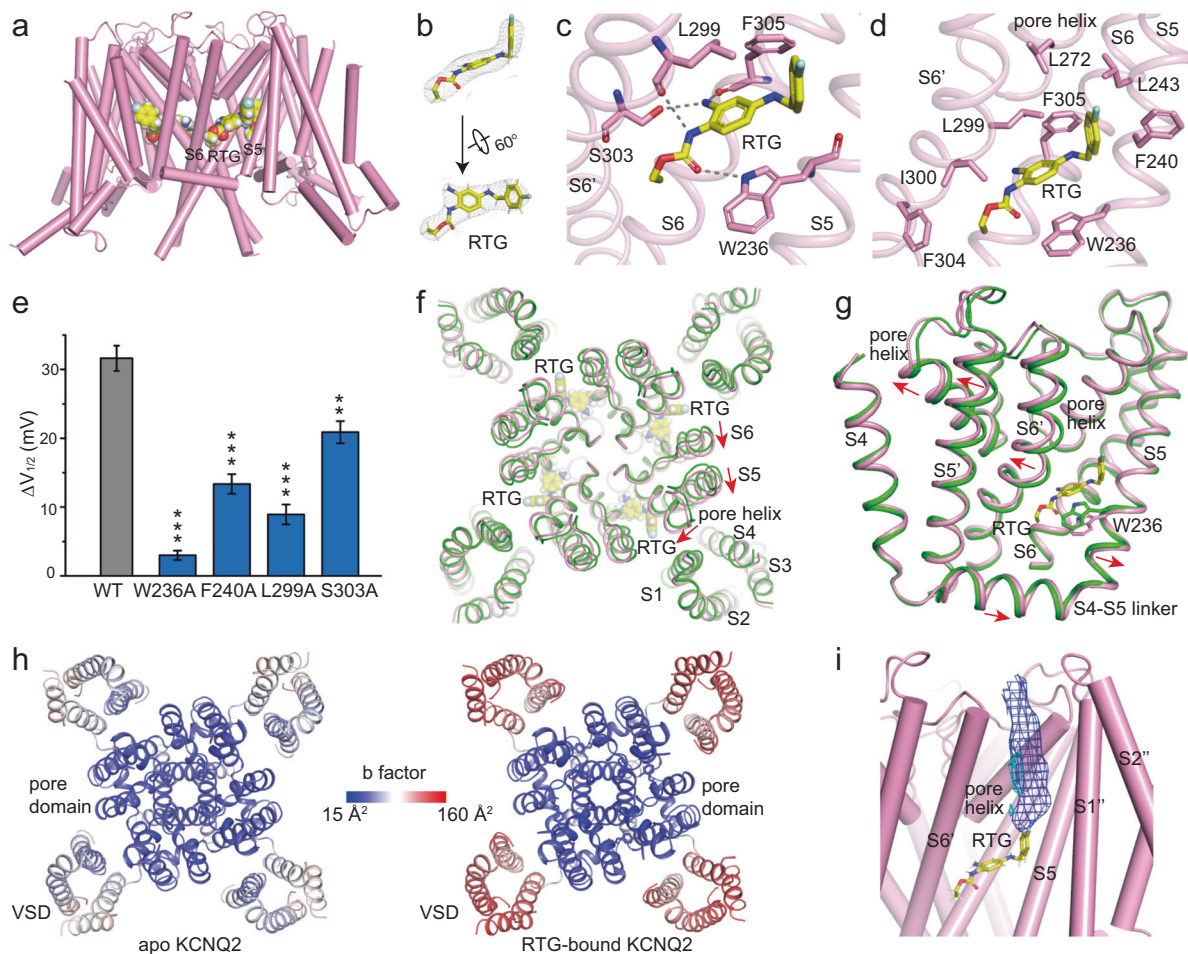 a
S6
RTG
S5
b
60°
RTG
c
L299
F305
S303
S6'
RTG
S6
S5
W236
d
pore helix
S6
S5
S6'
L272
L243
F305
L299
F240
I300
RTG
W236
F304
e
ΔV1/2 (mV)
30
20
10
0
***
***
***
**
WT
W236A
F240A
L299A
S303A
f
RTG
RTG
S6
S5
RTG
pore helix
RTG
S4
S3
S1
S2
g
pore
helix
S4
S6'
pore
helix
S5
S5'
RTG
W236
S6
S4-S5 linker
h
pore
domain
VSD
apo KCNQ2
b factor
15 Å²
160 Å²
pore
domain
VSD
RTG-bound KCNQ2
i
S2''
pore
helix
S1''
S6'
RTG
S5